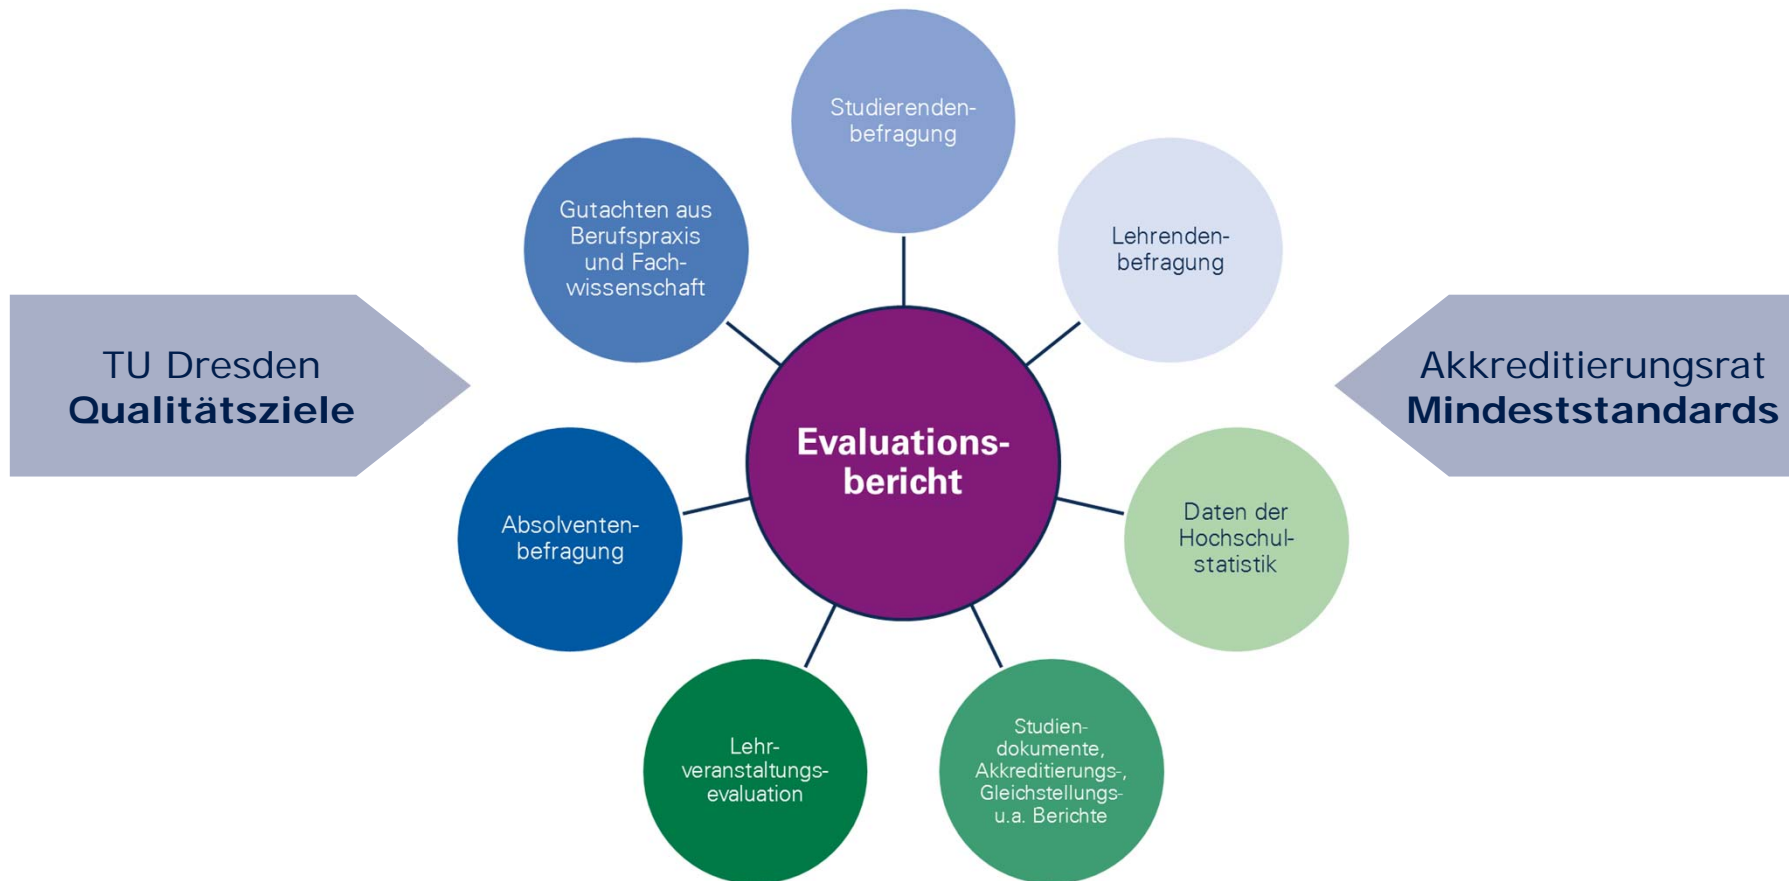 Studierenden-
befragung
Gutachten aus
Berufspraxis
und Fach-
wissenschaft
Lehrenden-
befragung
TU Dresden
Qualitätsziele
Akkreditierungsrat
Mindeststandards
Evaluations-
bericht
Absolventen-
befragung
Daten der
Hochschul-
statistik
Lehr-
veranstaltungs-
evaluation
Studien-
dokumente,
Akkreditierungs-,
Gleichstellungs-
u.a. Berichte